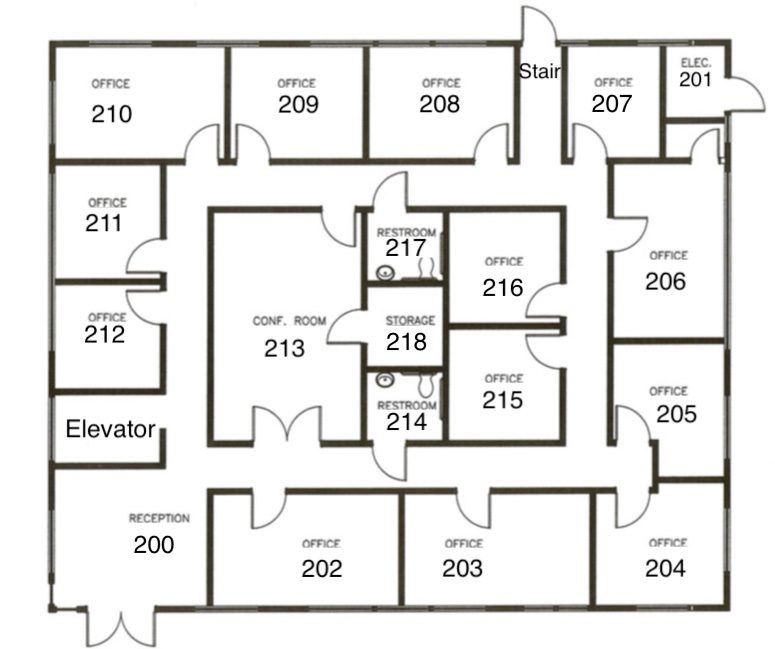 OFFICE
210
OFFICE
209
OFFICE
208
Stair
OFFICE
207
ELEC.
201
OFFICE
211
RESTROOM
217
OFFICE
216
OFFICE
206
OFFICE
212
CONF. ROOM
213
STORAGE
218
OFFICE
215
OFFICE
205
Elevator
RESTROOM
214
RECEPTION
200
OFFICE
202
OFFICE
203
OFFICE
204